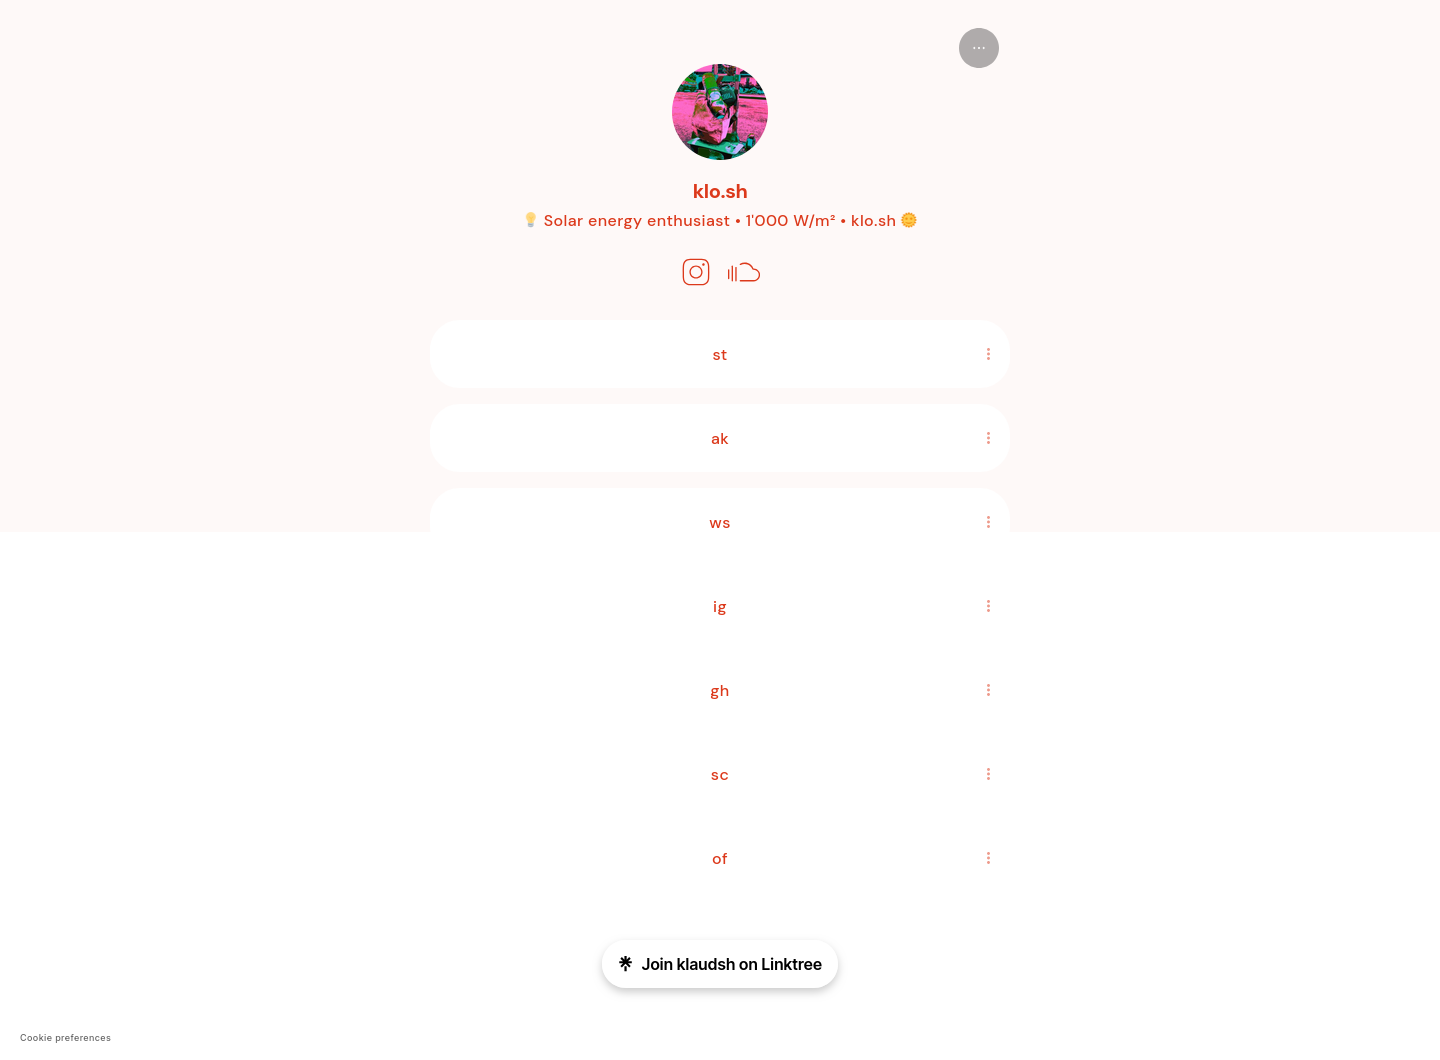 klo.sh
💡 Solar energy enthusiast • 1'000 W/m² • klo.sh 🌞
st
ak
ws
ig
gh
sc
of
Join klaudsh on Linktree
Cookie preferences